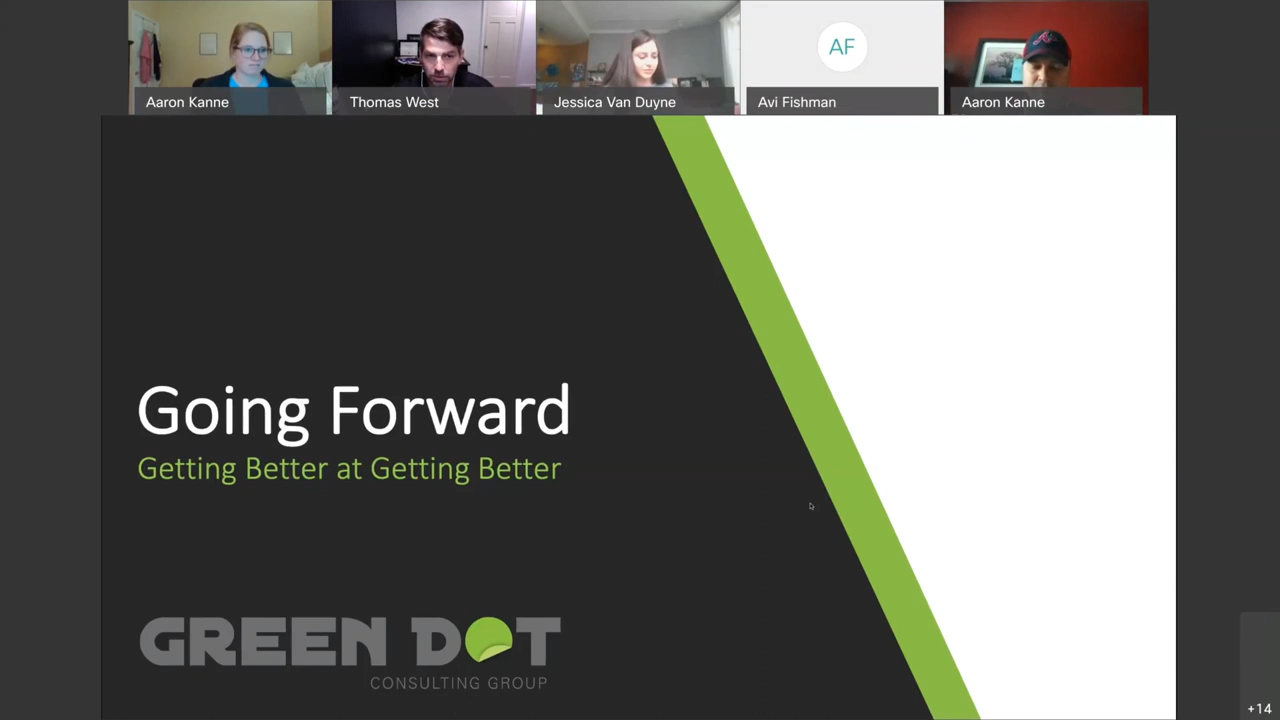 Aaron Kanne
Thomas West
Jessica Van Duyne
AF
Avi Fishman
Aaron Kanne
Going Forward
Getting Better at Getting Better
GREEN DOT
CONSULTING GROUP
+14